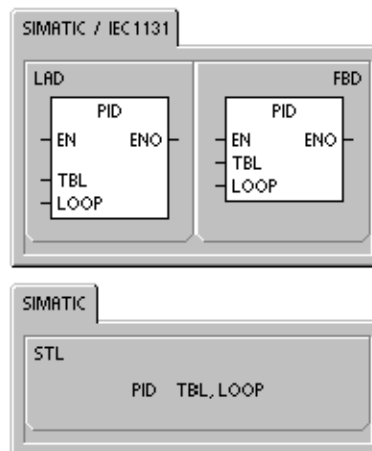 SIMATIC / IEC1131
LAD
PID
EN ENO
TBL
LOOP
FBD
PID
EN ENO
TBL
LOOP
SIMATIC
STL
PID TBL, LOOP